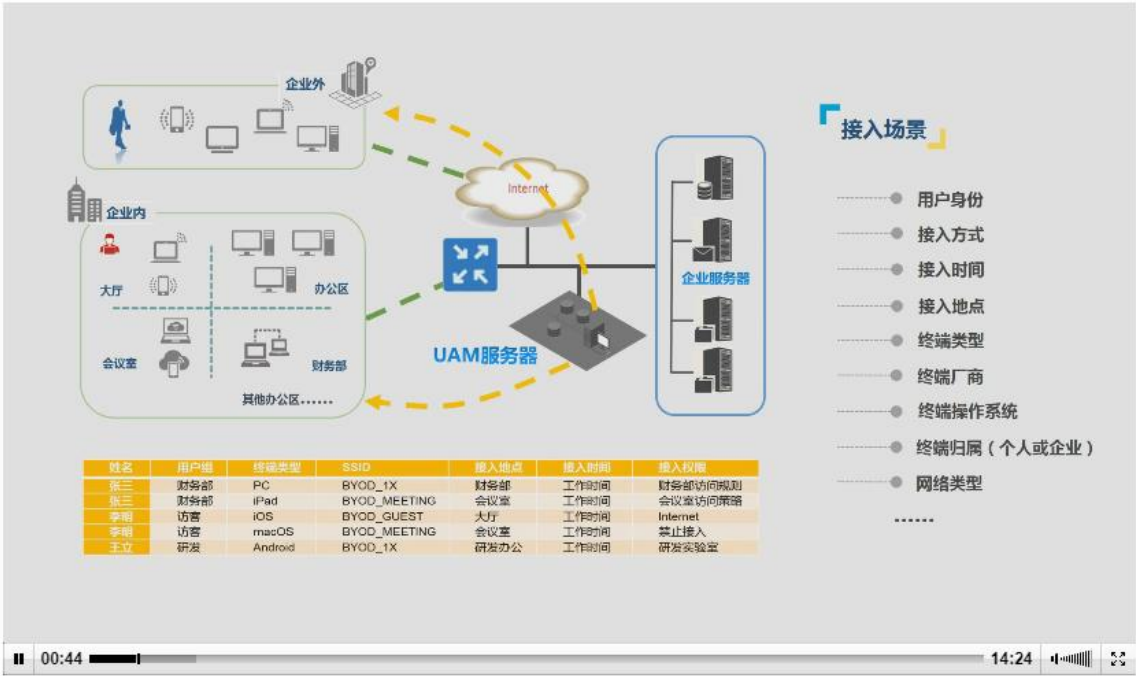 企业外
接入场景
Internet
企业内
大厅
办公区
会议室
财务部
其他办公区……
UAM服务器
企业服务器
用户身份
接入方式
接入时间
接入地点
终端类型
终端厂商
终端操作系统
终端归属（个人或企业）
网络类型
……
姓名 用户组 终端类型 SSID 接入地点 接入时间 接入权限
张三 财务部 PC BYOD_1X 财务部 工作时间 财务部访问规则
张三 财务部 iPad BYOD_MEETING 会议室 工作时间 会议室访问策略
李明 访客 iOS BYOD_GUEST 大厅 工作时间 Internet
李明 访客 macOS BYOD_MEETING 会议室 工作时间 禁止接入
王立 研发 Android BYOD_1X 研发办公 工作时间 研发实验室
00:44 14:24